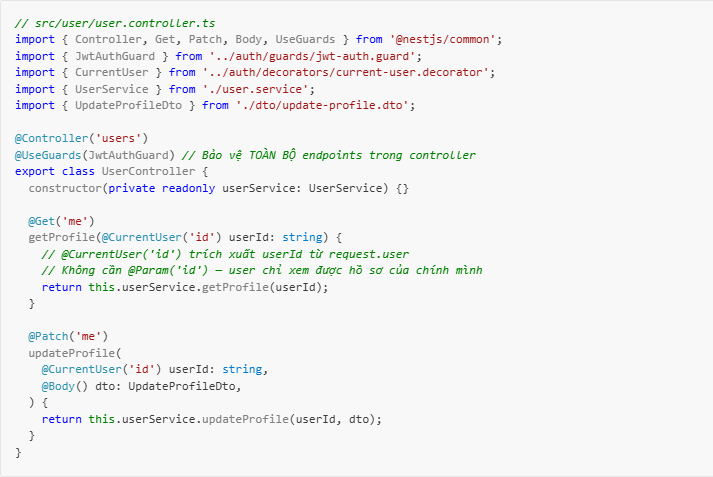 // src/user/user.controller.ts
import { Controller, Get, Patch, Body, UseGuards } from '@nestjs/common';
import { JwtAuthGuard } from '../auth/guards/jwt-auth.guard';
import { CurrentUser } from '../auth/decorators/current-user.decorator';
import { UserService } from './user.service';
import { UpdateProfileDto } from './dto/update-profile.dto';

@Controller('users')
@UseGuards(JwtAuthGuard) // Bảo vệ TOÀN BỘ endpoints trong controller
export class UserController {
  constructor(private readonly userService: UserService) {}

  @Get('me')
  getProfile(@CurrentUser('id') userId: string) {
    // @CurrentUser('id') trích xuất userId từ request.user
    // Không cần @Param('id') — user chỉ xem được hồ sơ của chính mình
    return this.userService.getProfile(userId);
  }

  @Patch('me')
  updateProfile(
    @CurrentUser('id') userId: string,
    @Body() dto: UpdateProfileDto,
  ) {
    return this.userService.updateProfile(userId, dto);
  }
}